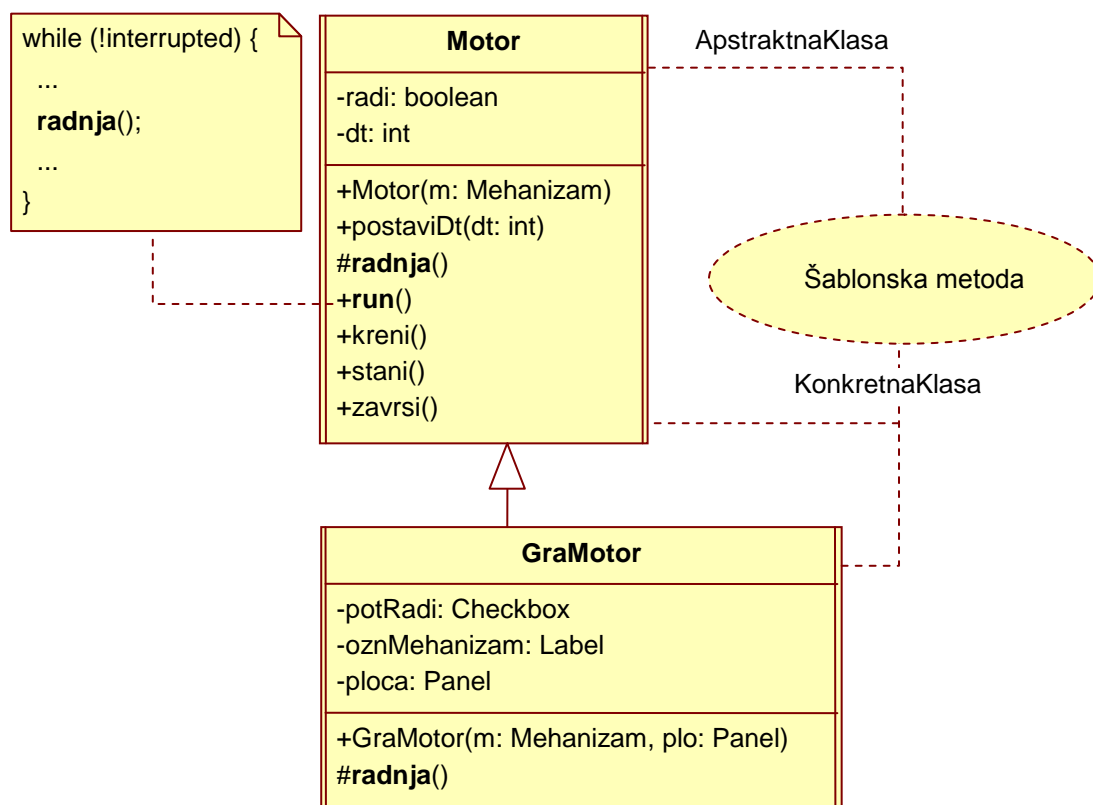 while (!interrupted) {
...
radnja();
...
}
Motor
-radi: boolean
-dt: int
+Motor(m: Mehanizam)
+postaviDt(dt: int)
#radnja()
+run()
+kreni()
+stani()
+zavrsi()
ApstraktnaKlasa
Šablonska metoda
KonkretnaKlasa
GraMotor
-potRadi: Checkbox
-oznMehanizam: Label
-ploca: Panel
+GraMotor(m: Mehanizam, plo: Panel)
#radnja()